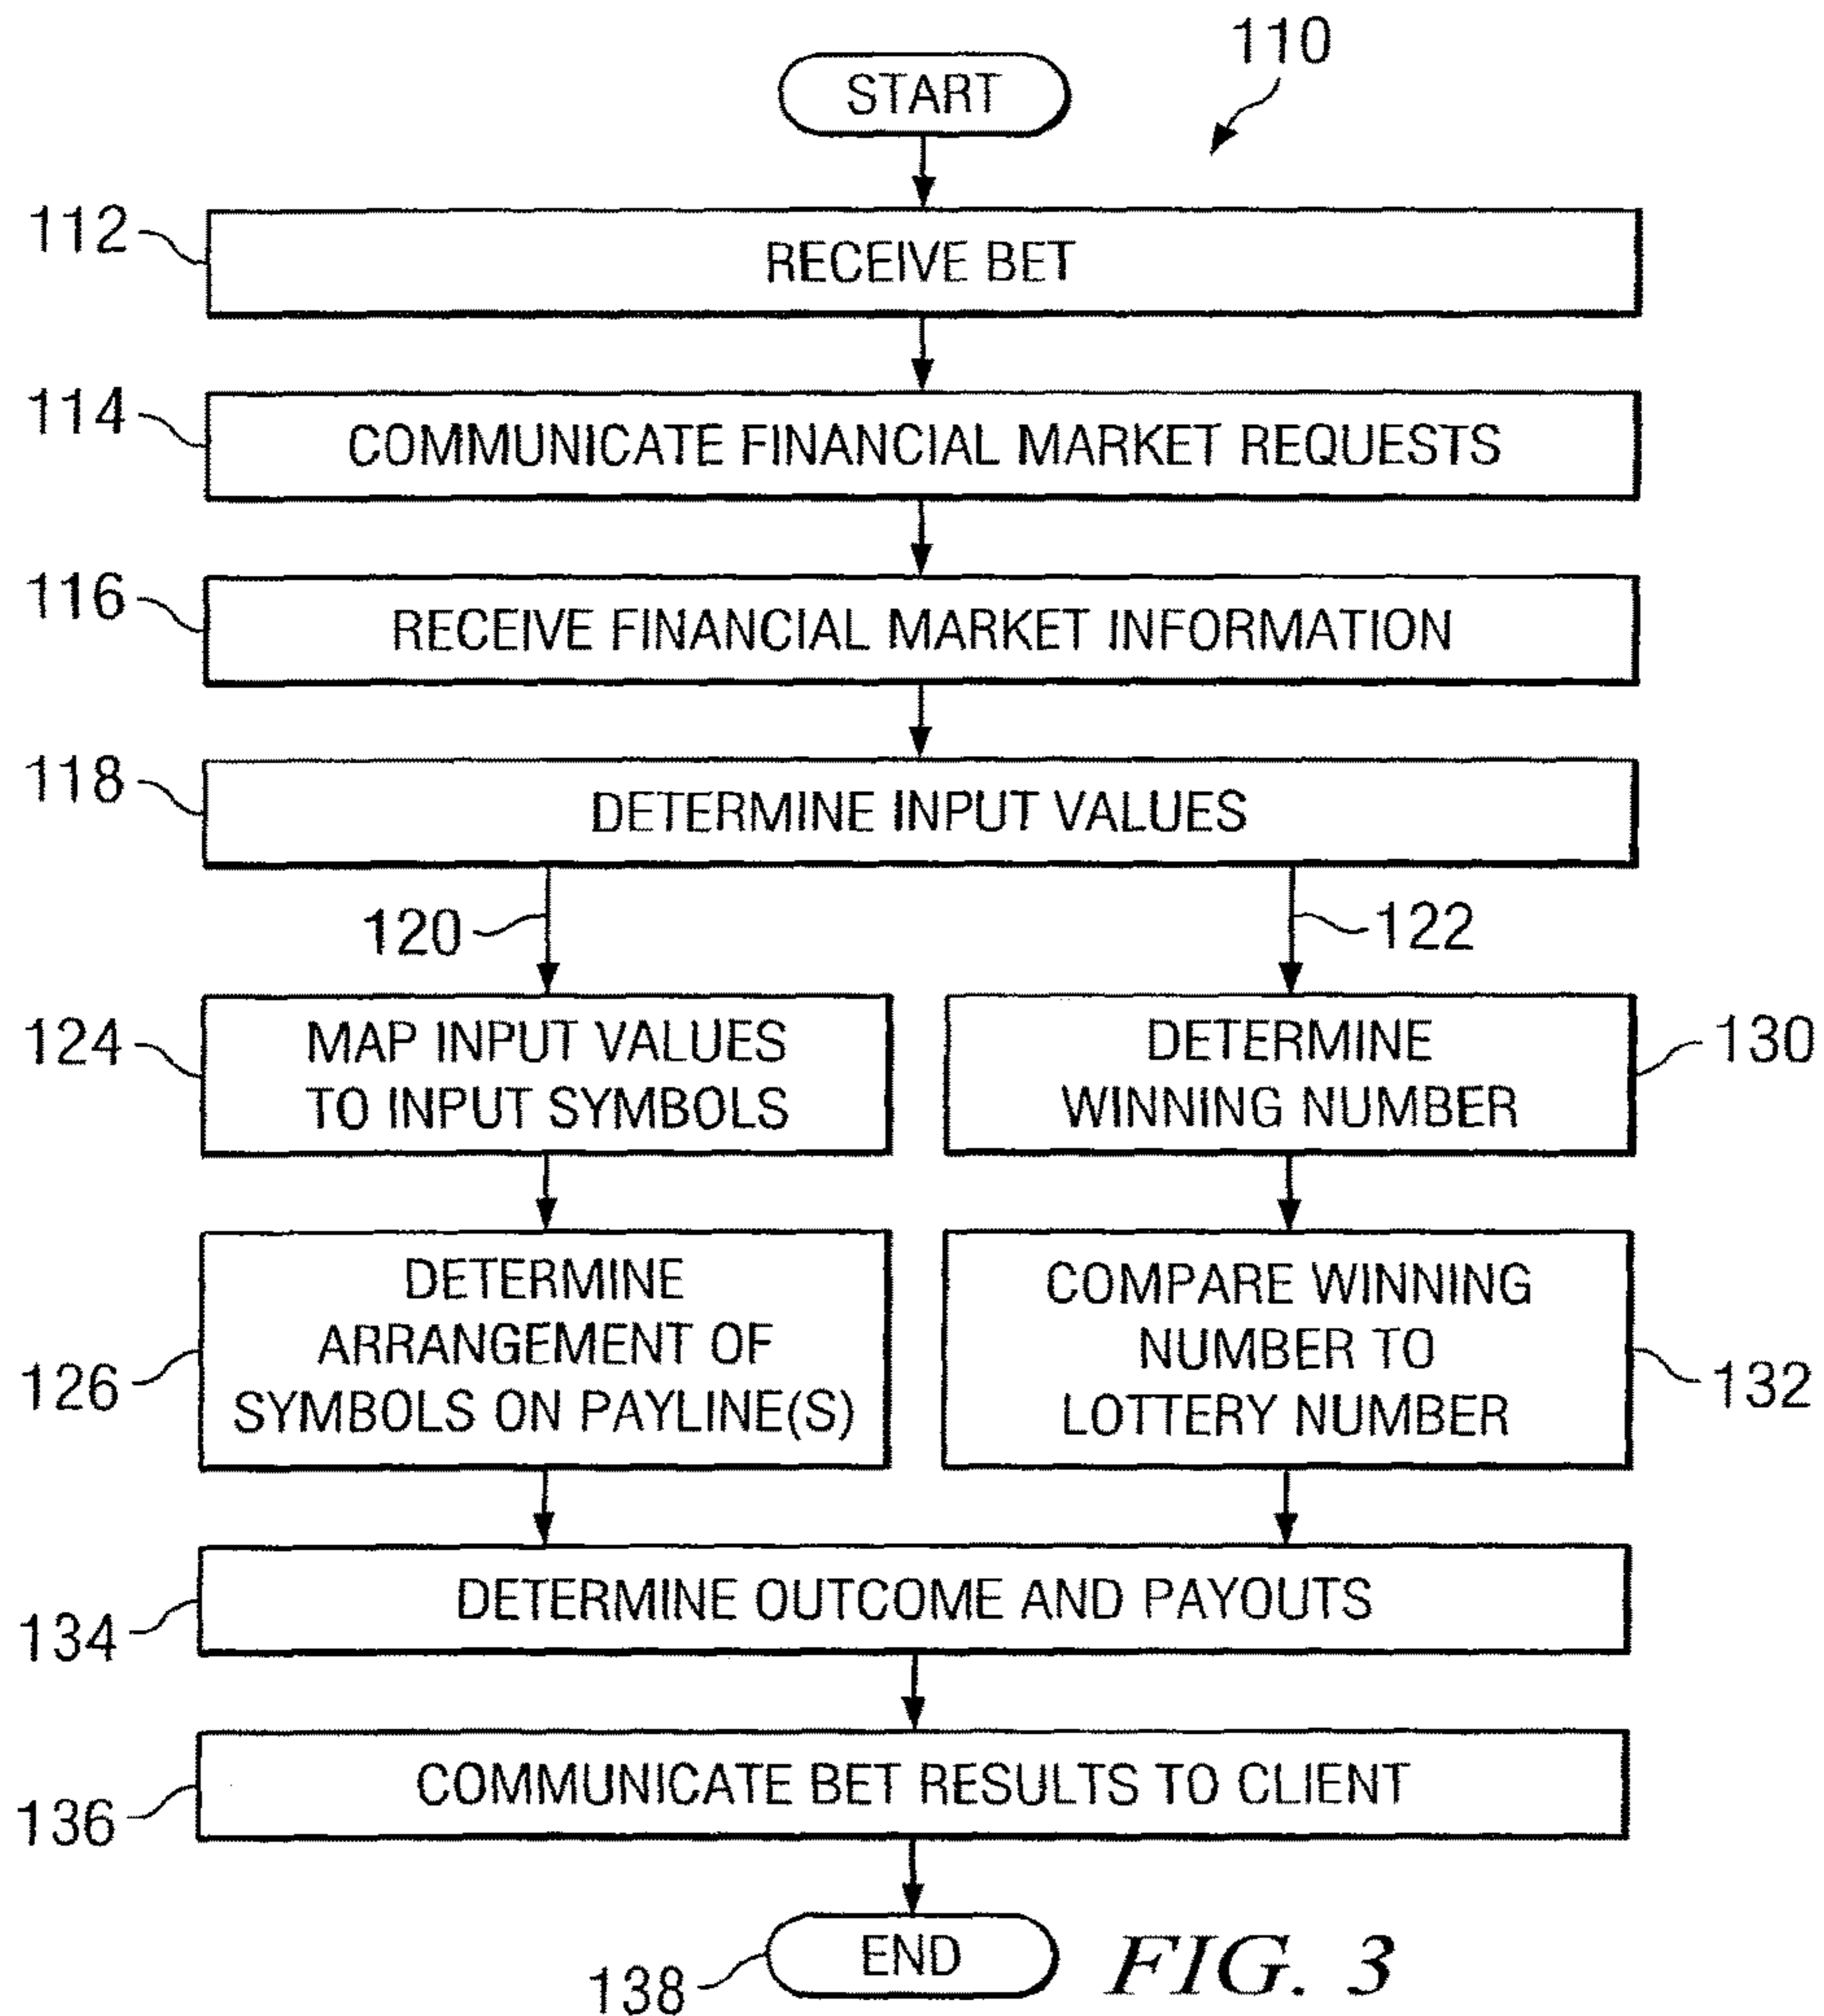 110
START
112
RECEIVE BET
114
COMMUNICATE FINANCIAL MARKET REQUESTS
116
RECEIVE FINANCIAL MARKET INFORMATION
118
DETERMINE INPUT VALUES
120
122
124
MAP INPUT VALUES
TO INPUT SYMBOLS
DETERMINE
WINNING NUMBER
130
126
DETERMINE
ARRANGEMENT OF
SYMBOLS ON PAYLINE(S)
COMPARE WINNING
NUMBER TO
LOTTERY NUMBER
132
134
DETERMINE OUTCOME AND PAYOUTS
136
COMMUNICATE BET RESULTS TO CLIENT
138
END
FIG. 3